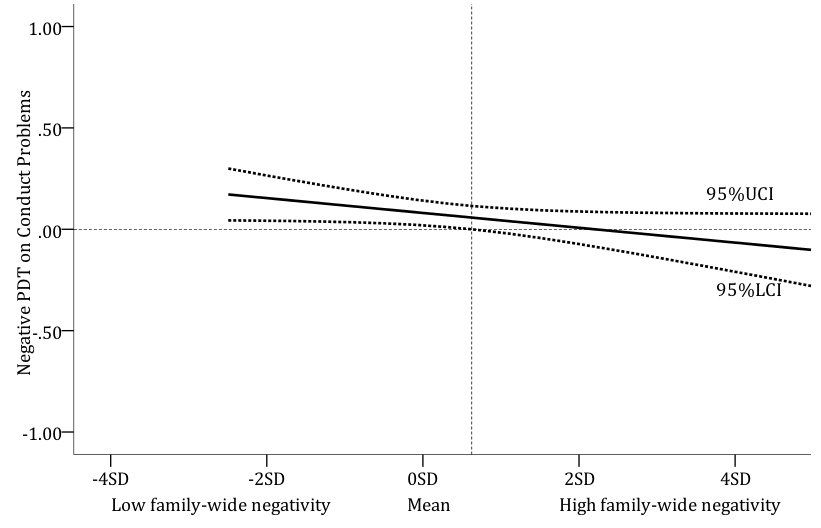 1.00
.50
.00
-.50
-1.00
Negative PDT on Conduct Problems
95%UCI
95%LCI
-4SD -2SD 0SD 2SD 4SD
Low family-wide negativity Mean High family-wide negativity